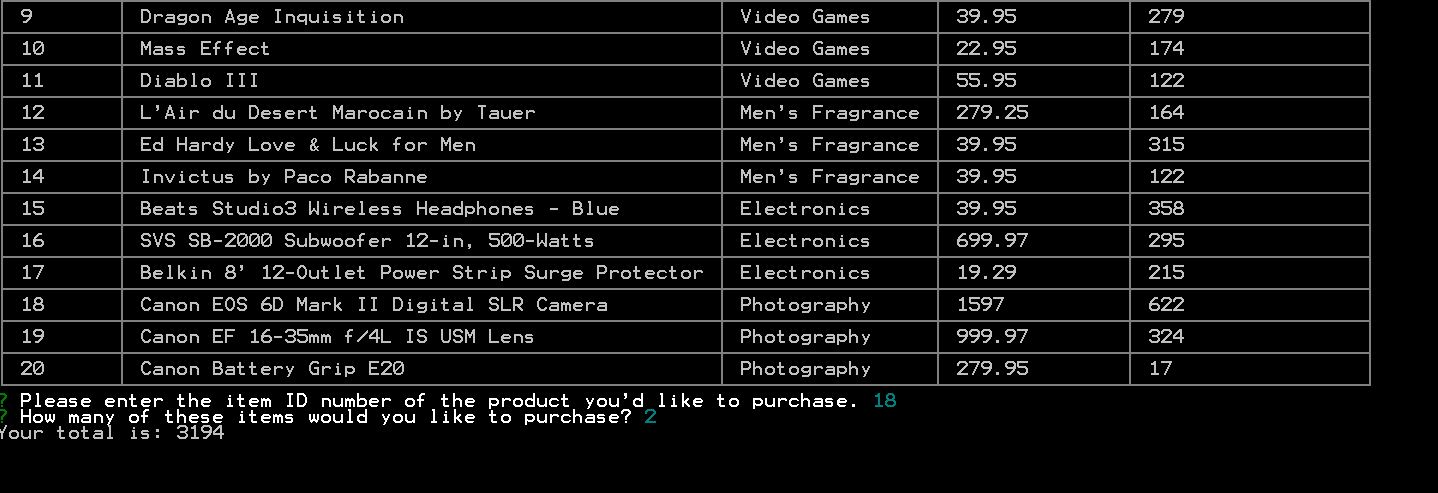 9 Dragon Age Inquisition Video Games 39.95 279
10 Mass Effect Video Games 22.95 174
11 Diablo III Video Games 55.95 122
12 L'Air du Desert Marocain by Tauer Men's Fragrance 279.25 164
13 Ed Hardy Love & Luck for Men Men's Fragrance 39.95 315
14 Invictus by Paco Rabanne Men's Fragrance 39.95 122
15 Beats Studio3 Wireless Headphones - Blue Electronics 39.95 358
16 SVS SB-2000 Subwoofer 12-in, 500-Watts Electronics 699.97 295
17 Belkin 8' 12-Outlet Power Strip Surge Protector Electronics 19.29 215
18 Canon EOS 6D Mark II Digital SLR Camera Photography 1597 622
19 Canon EF 16-35mm f/4L IS USM Lens Photography 999.97 324
20 Canon Battery Grip E20 Photography 279.95 17
? Please enter the item ID number of the product you'd like to purchase. 18
? How many of these items would you like to purchase? 2
Your total is: 3194